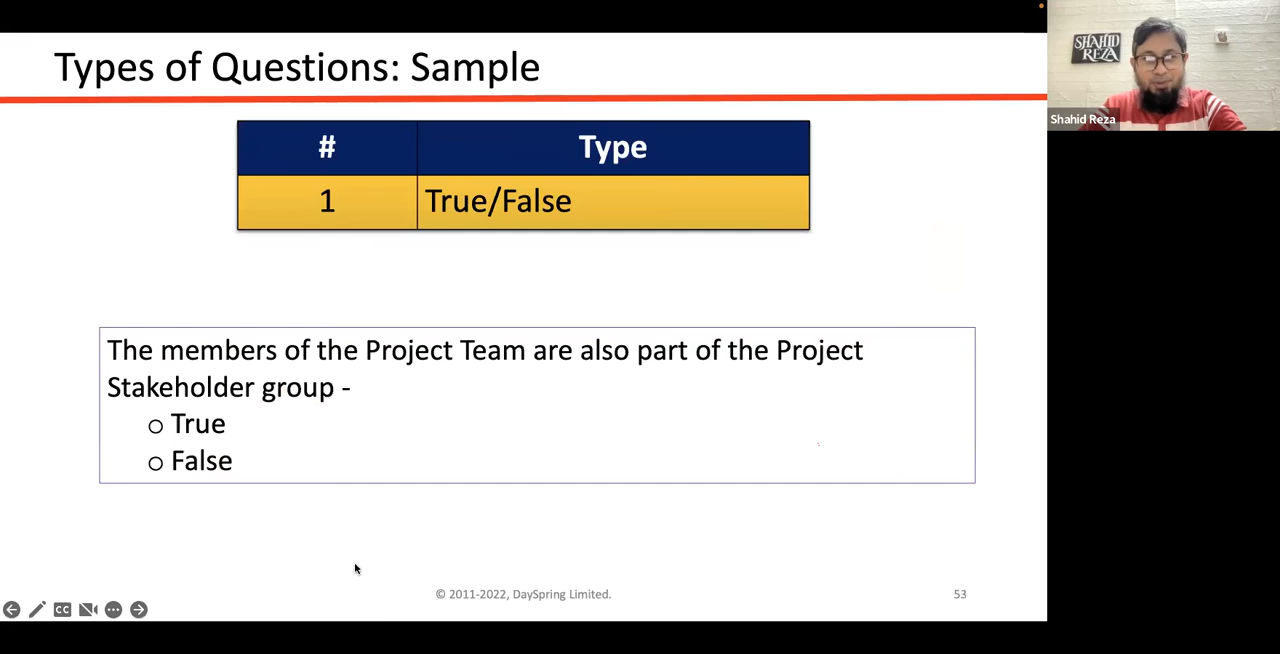 Types of Questions: Sample
SHAHID
REZA
Shahid Reza
# Type
1 True/False
The members of the Project Team are also part of the Project
Stakeholder group -
○ True
○ False
© 2011-2022, DaySpring Limited. 53
CC